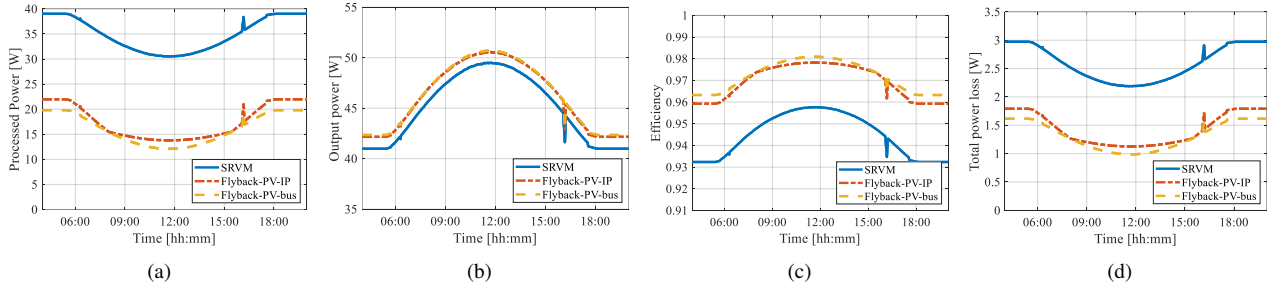 40
35
30
25
20
15
10
5
0
Processed Power [W]
SRVM
Flyback-PV-IP
Flyback-PV-bus
06:00 09:00 12:00 15:00 18:00
Time [hh:mm]
(a)
55
50
45
40
35
Output power [W]
SRVM
Flyback-PV-IP
Flyback-PV-bus
06:00 09:00 12:00 15:00 18:00
Time [hh:mm]
(b)
1
0.98
0.97
0.96
0.94
0.93
0.92
0.91
Efficiency
SRVM
Flyback-PV-IP
Flyback-PV-bus
06:00 09:00 12:00 15:00 18:00
Time [hh:mm]
(c)
3.5
3
2.5
2
1.5
1
0.5
0
Total power loss [W]
SRVM
Flyback-PV-IP
Flyback-PV-bus
06:00 09:00 12:00 15:00 18:00
Time [hh:mm]
(d)